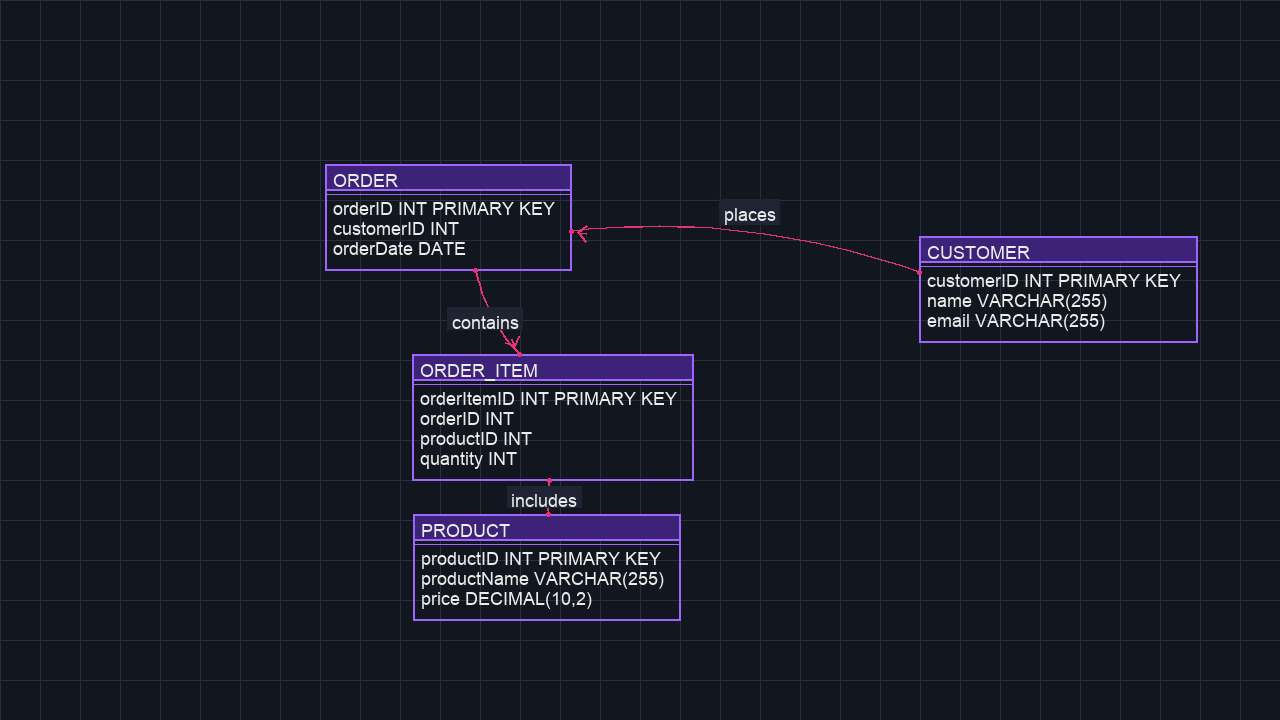 ORDER
orderID INT PRIMARY KEY
customerID INT
orderDate DATE
places
CUSTOMER
customerID INT PRIMARY KEY
name VARCHAR(255)
email VARCHAR(255)
contains
ORDER_ITEM
orderItemID INT PRIMARY KEY
orderID INT
productID INT
quantity INT
includes
PRODUCT
productID INT PRIMARY KEY
productName VARCHAR(255)
price DECIMAL(10,2)